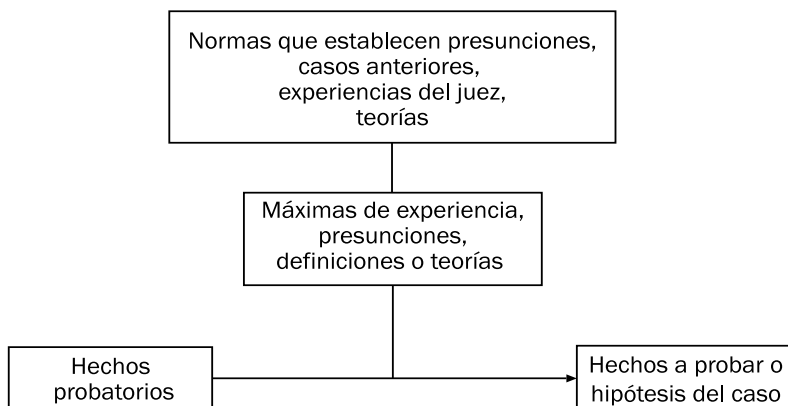 Normas que establecen presunciones,
casos anteriores,
experiencias del juez,
teorías
Máximas de experiencia,
presunciones,
definiciones o teorías
Hechos
probatorios
Hechos a probar o
hipótesis del caso